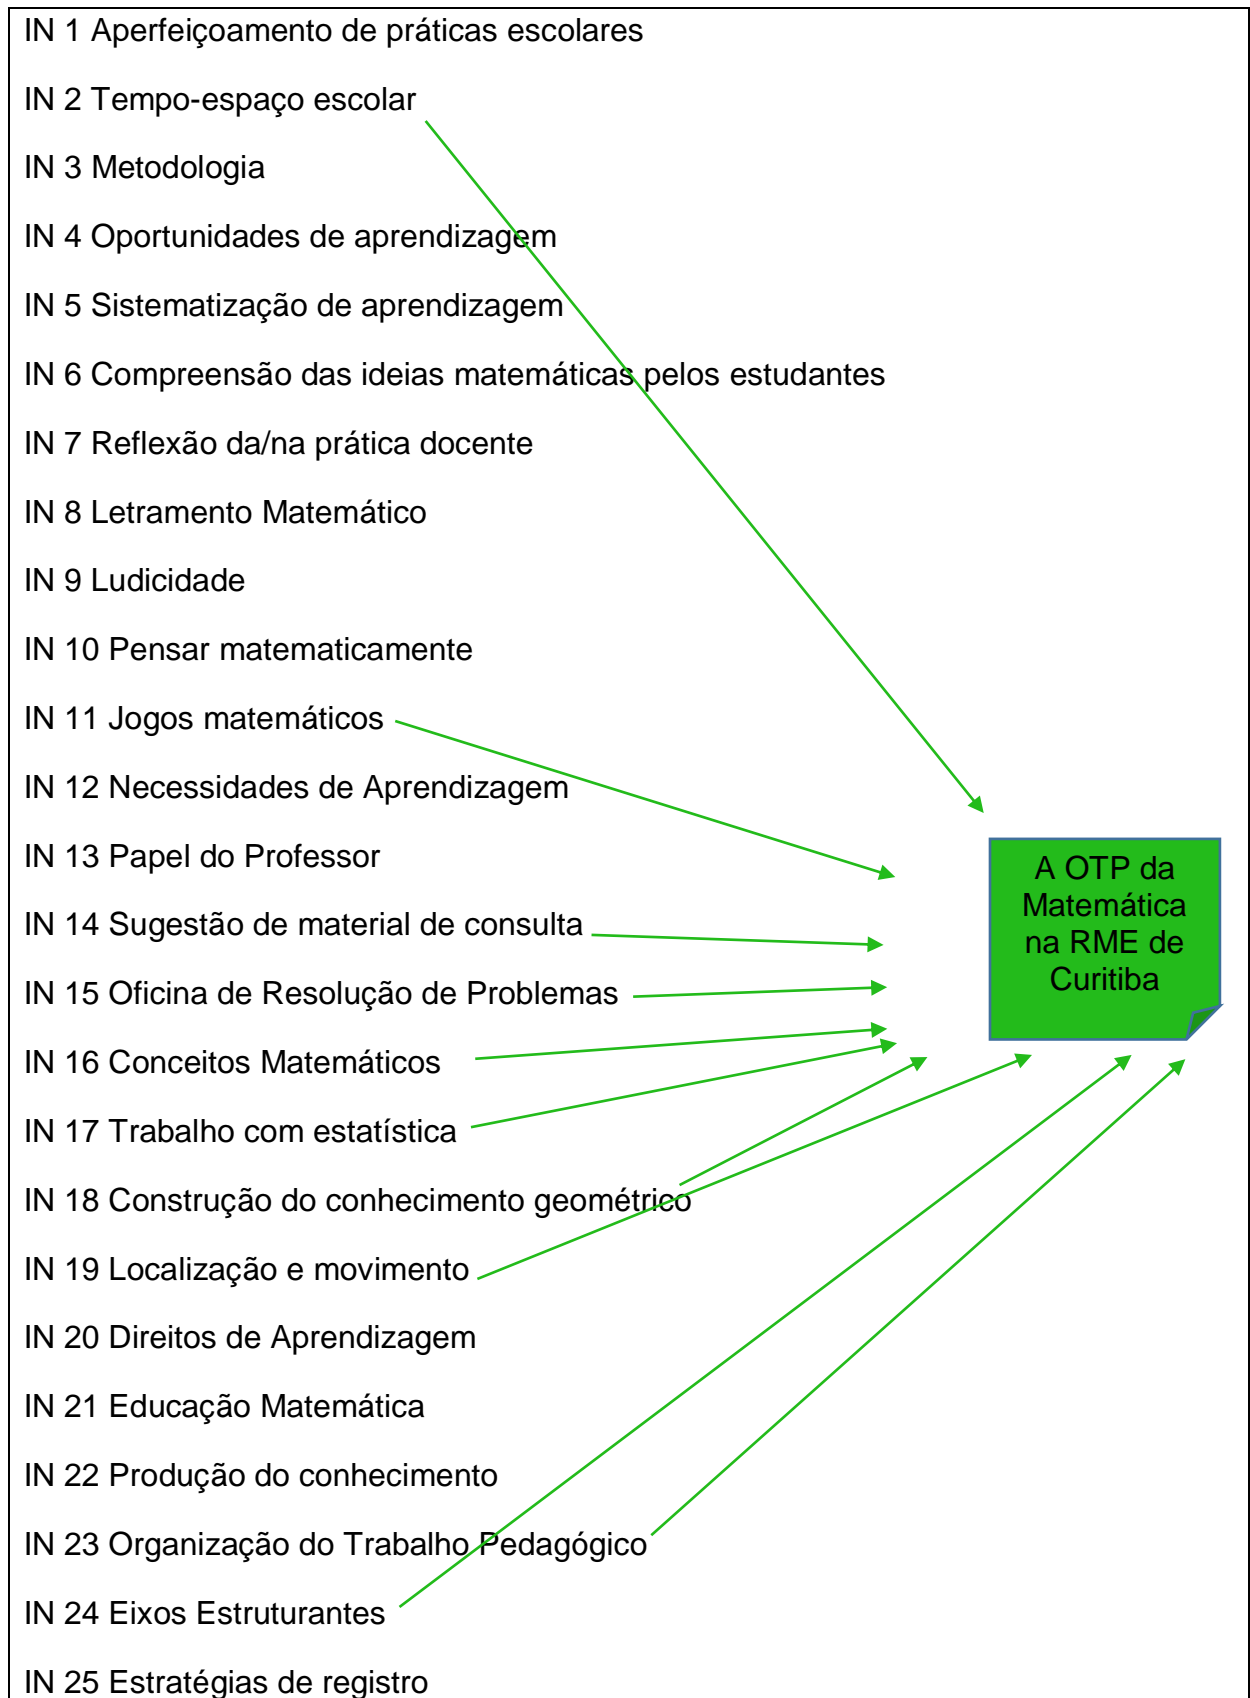 IN 1 Aperfeiçoamento de práticas escolares
IN 2 Tempo-espaço escolar
IN 3 Metodologia
IN 4 Oportunidades de aprendizagem
IN 5 Sistematização de aprendizagem
IN 6 Compreensão das ideias matemáticas pelos estudantes
IN 7 Reflexão da/na prática docente
IN 8 Letramento Matemático
IN 9 Ludicidade
IN 10 Pensar matematicamente
IN 11 Jogos matemáticos
IN 12 Necessidades de Aprendizagem
IN 13 Papel do Professor
IN 14 Sugestão de material de consulta
IN 15 Oficina de Resolução de Problemas
IN 16 Conceitos Matemáticos
IN 17 Trabalho com estatística
IN 18 Construção do conhecimento geométrico
IN 19 Localização e movimento
IN 20 Direitos de Aprendizagem
IN 21 Educação Matemática
IN 22 Produção do conhecimento
IN 23 Organização do Trabalho Pedagógico
IN 24 Eixos Estruturantes
IN 25 Estratégias de registro
A OTP da
Matemática
na RME de
Curitiba